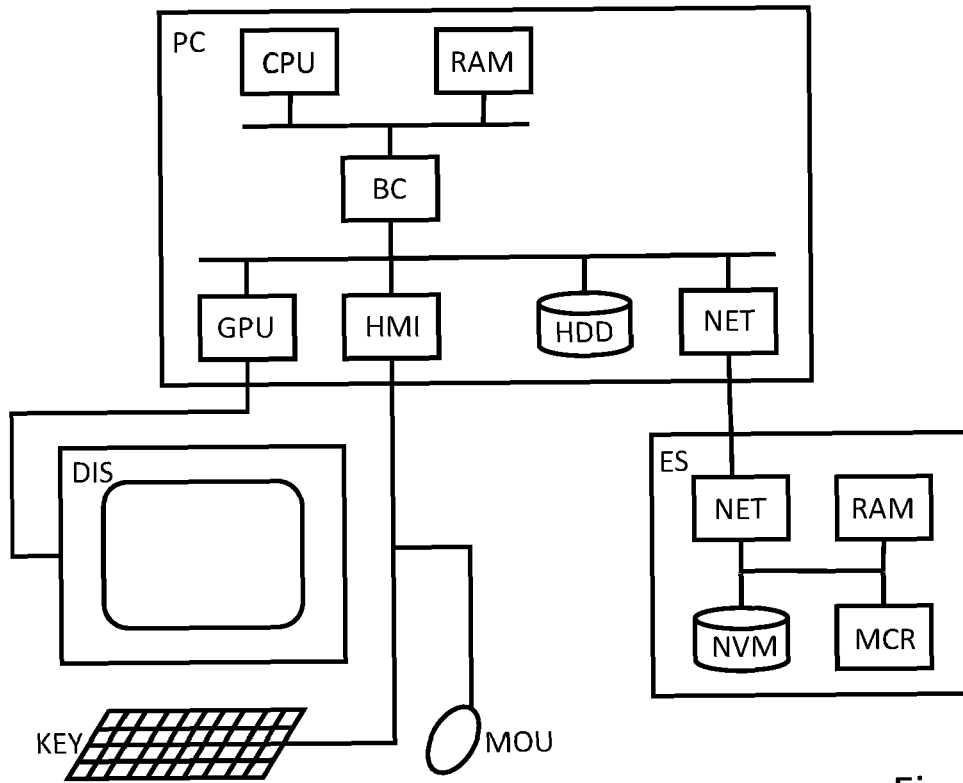 PC
CPU
RAM
BC
GPU
HMI
HDD
NET
DIS
ES
NET
RAM
NVM
MCR
KEY
MOU